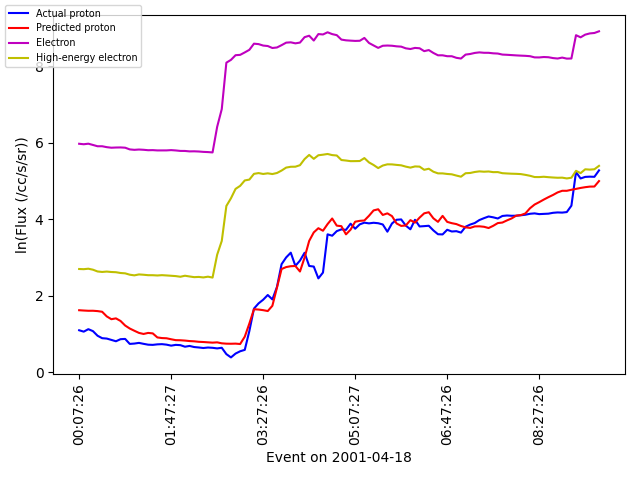 Actual proton
Predicted proton
Electron
High-energy electron
8
6
4
2
0
ln(Flux (/cc/s/sr))
00:07:26
01:47:27
03:27:26
05:07:27
06:47:26
08:27:26
Event on 2001-04-18